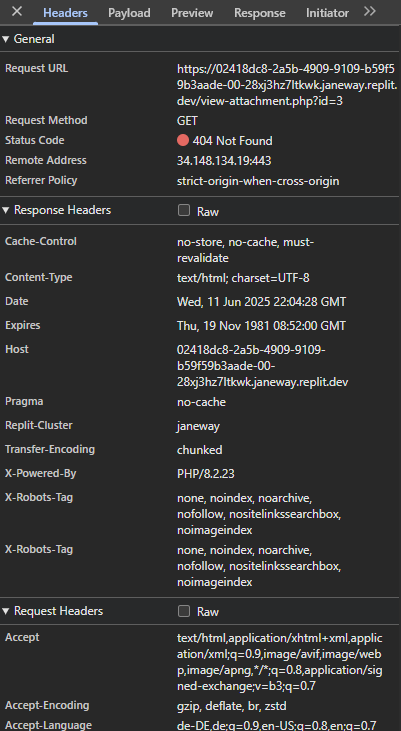 Headers Payload Preview Response Initiator
General
Request URL https://02418dc8-2a5b-4909-9109-b59f5
9b3aade-00-28xj3hz7ltkwk.janeway.replit.
dev/view-attachment.php?id=3
Request Method GET
Status Code 404 Not Found
Remote Address 34.148.134.19:443
Referrer Policy strict-origin-when-cross-origin
Response Headers Raw
Cache-Control no-store, no-cache, must-
revalidate
Content-Type text/html; charset=UTF-8
Date Wed, 11 Jun 2025 22:04:28 GMT
Expires Thu, 19 Nov 1981 08:52:00 GMT
Host 02418dc8-2a5b-4909-9109-
b59f59b3aade-00-
28xj3hz7ltkwk.janeway.replit.dev
Pragma no-cache
Replit-Cluster janeway
Transfer-Encoding chunked
X-Powered-By PHP/8.2.23
X-Robots-Tag none, noindex, noarchive,
nofollow, nositelinkssearchbox,
noimageindex
X-Robots-Tag none, noindex, noarchive,
nofollow, nositelinkssearchbox,
noimageindex
Request Headers Raw
Accept text/html,application/xhtml+xml,applic
ation/xml;q=0.9,image/avif,image/web
p,image/apng,*/*;q=0.8,application/sig
ned-exchange;v=b3;q=0.7
Accept-Encoding gzip, deflate, br, zstd
Accept-Language de-DE,de;q=0.9,en-US;q=0.8,en;q=0.7